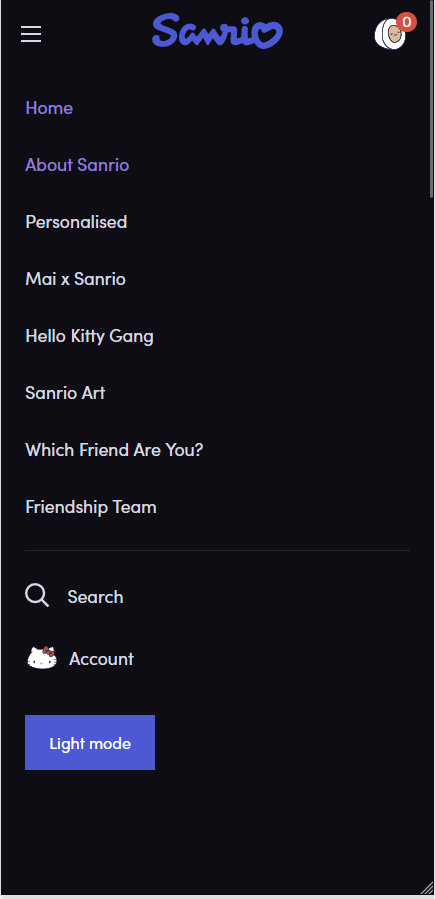 Sanrio
0
Home
About Sanrio
Personalised
Mai x Sanrio
Hello Kitty Gang
Sanrio Art
Which Friend Are You?
Friendship Team
Search
Account
Light mode